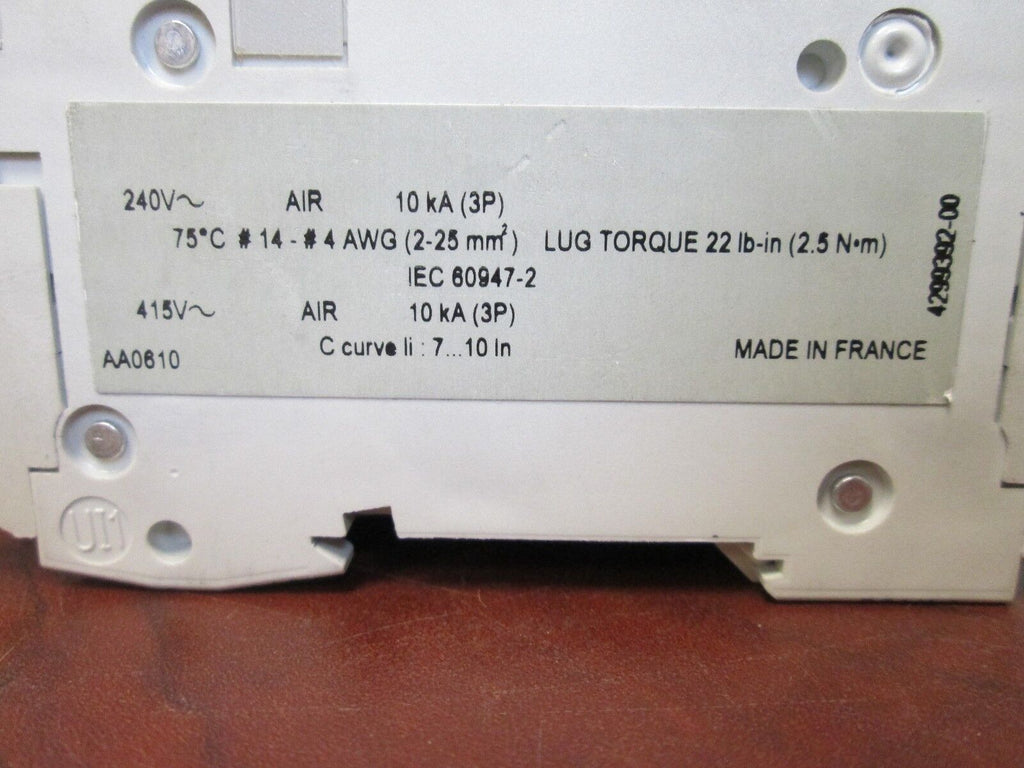 240V~ AIR 10 kA (3P)
75°C # 14 - # 4 AWG (2-25 mm²) LUG TORQUE 22 lb-in (2.5 N•m)
IEC 60947-2
415V~ AIR 10 kA (3P)
C curve Ii : 7...10 In
AA0610
MADE IN FRANCE
4299392-00
UI1